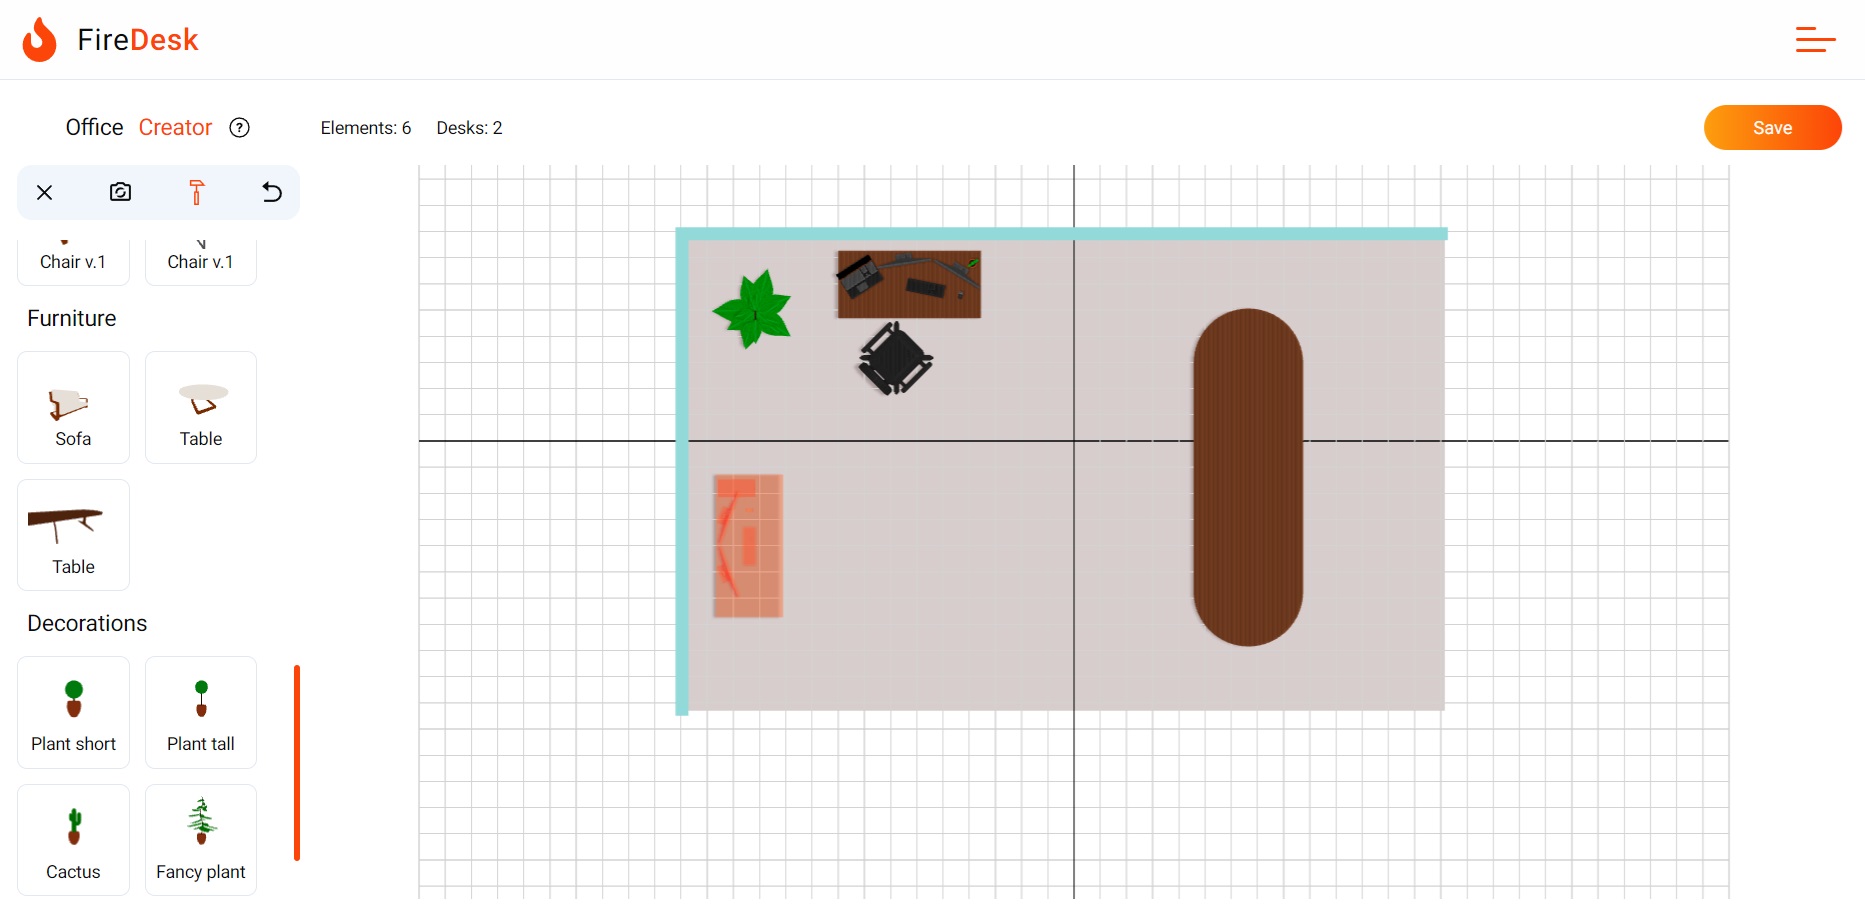 FireDesk
Office Creator ?
Elements: 6 Desks: 2
Save
Chair v.1 Chair v.1
Furniture
Sofa Table
Table
Decorations
Plant short Plant tall
Cactus Fancy plant